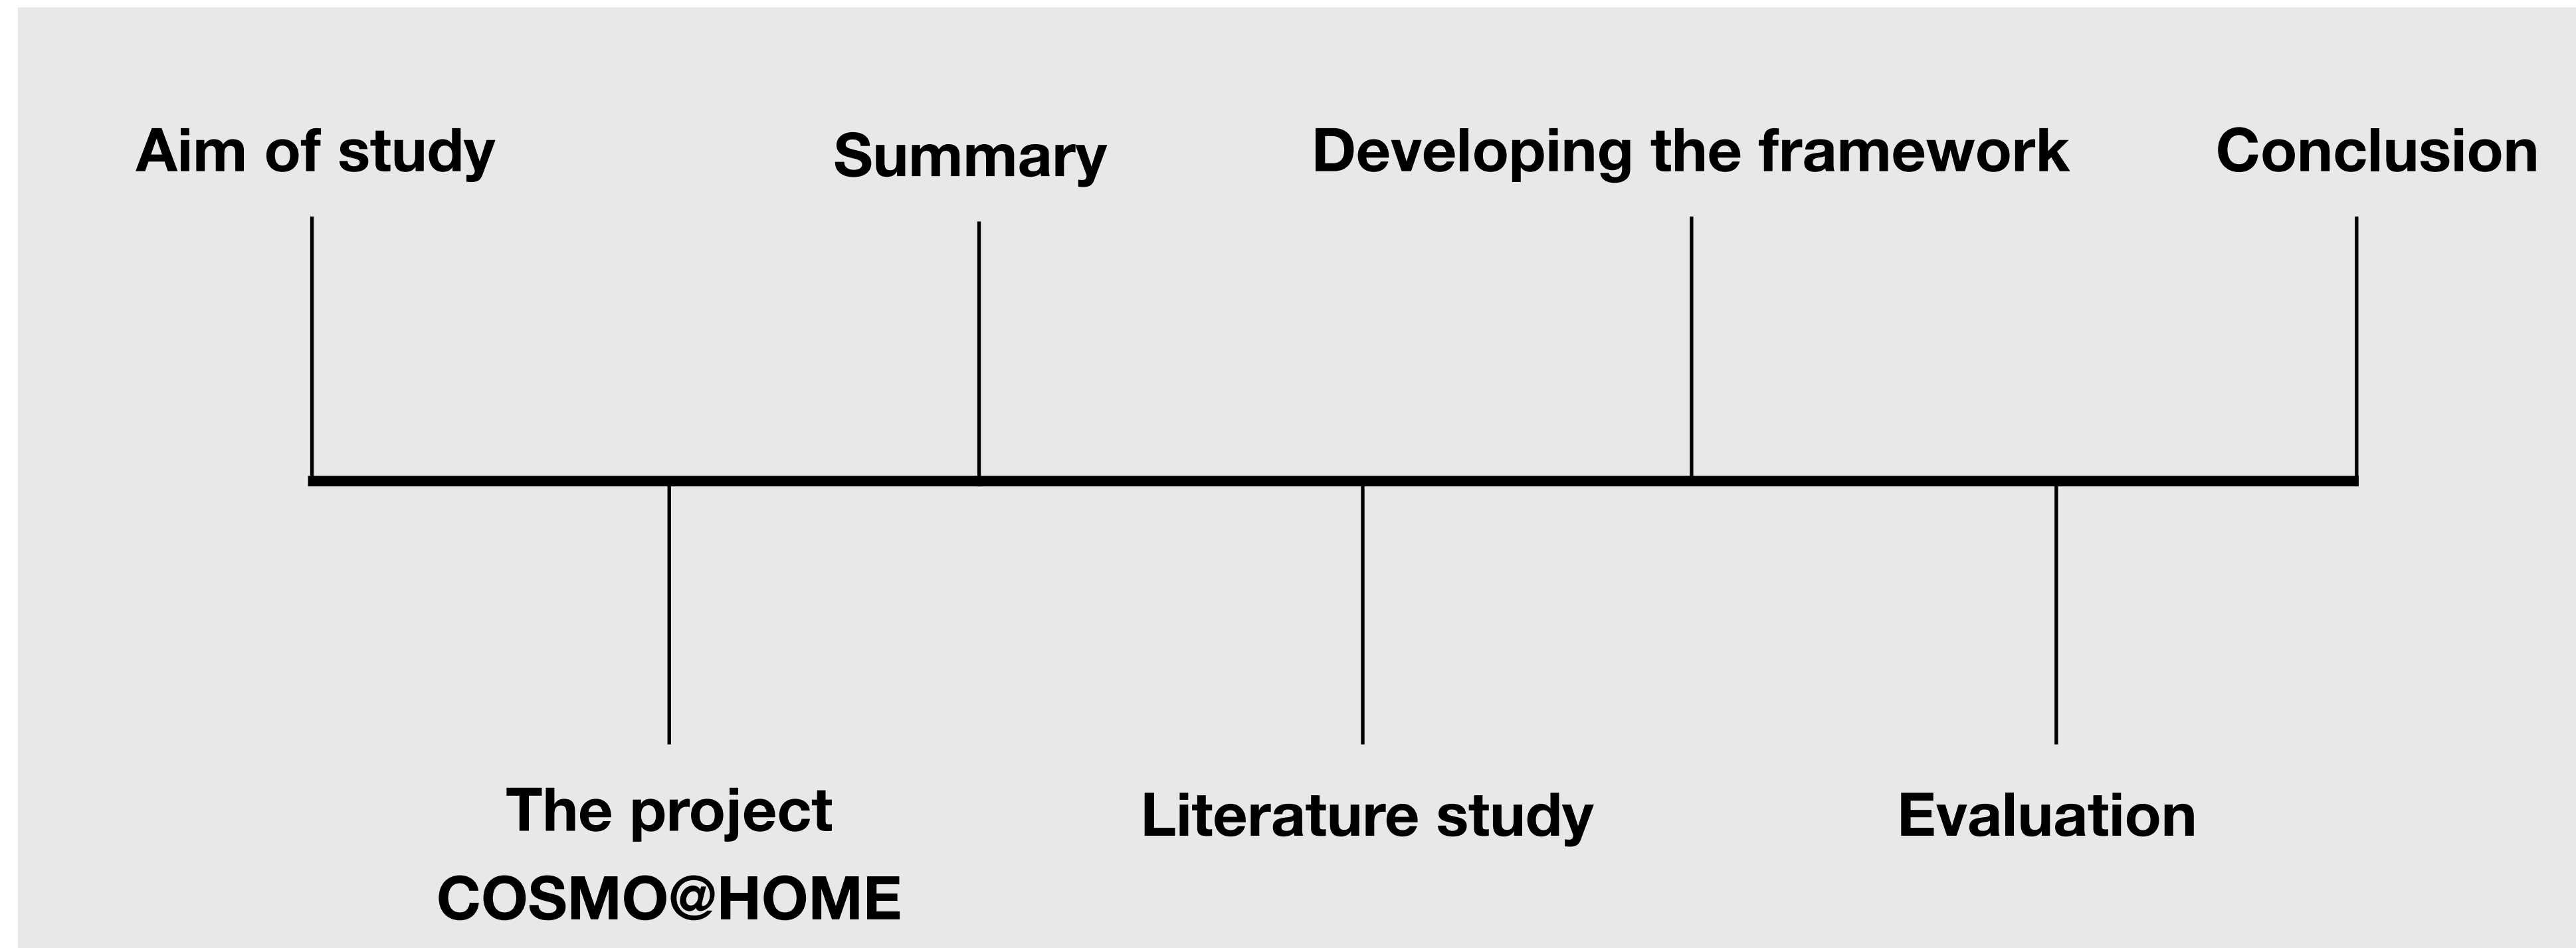 Aim of study
Summary
Developing the framework
Conclusion
The project
COSMO@HOME
Literature study
Evaluation